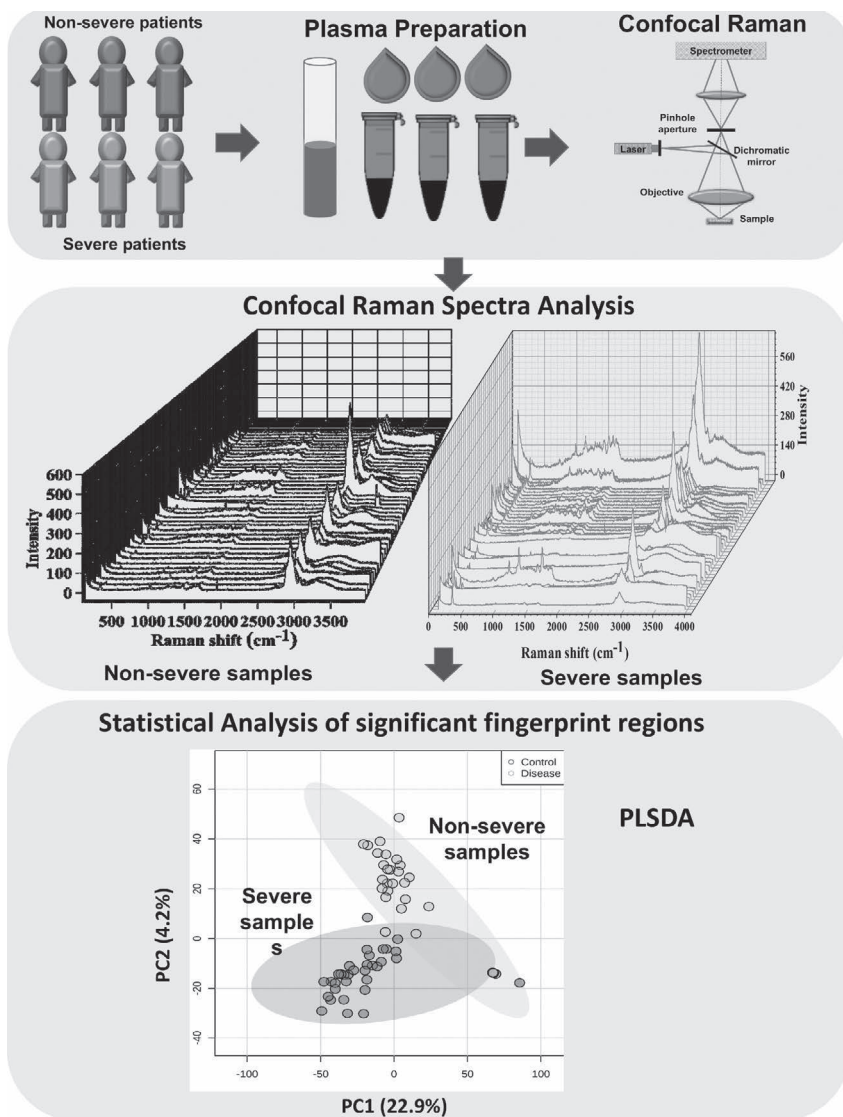 Non-severe patients
Severe patients
Plasma Preparation
Confocal Raman
Spectrometer
Pinhole
aperture
Laser
Dichromatic
mirror
Objective
Sample
Confocal Raman Spectra Analysis
600
500
400
300
200
100
0
Intensity
500 1000 1500 2000 2500 3000 3500
Raman shift (cm⁻¹)
Non-severe samples
560
420
280
140
0
Intensity
0 500 1000 1500 2000 2500 3000 3500 4000
Raman shift (cm⁻¹)
Severe samples
Statistical Analysis of significant fingerprint regions
Control
Disease
PLSDA
Non-severe
samples
Severe
sample
s
60
40
20
0
-20
-40
PC2 (4.2%)
-100 -50 0 50 100
PC1 (22.9%)